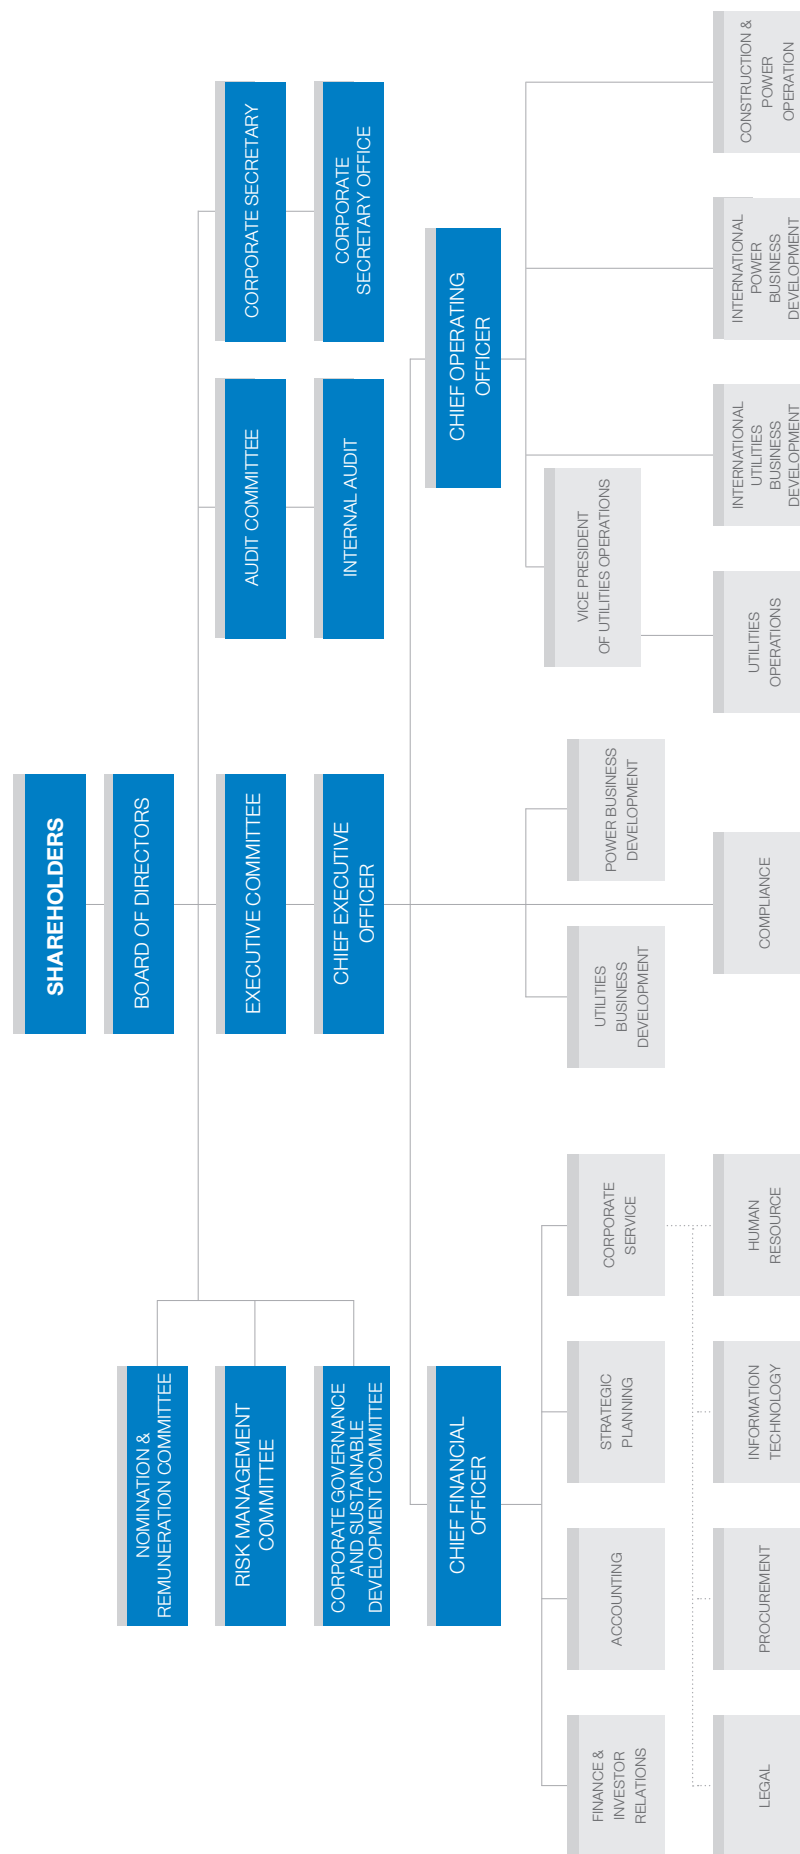 SHAREHOLDERS
BOARD OF DIRECTORS
NOMINATION &
REMUNERATION COMMITTEE
RISK MANAGEMENT
COMMITTEE
EXECUTIVE COMMITTEE
AUDIT COMMITTEE
CORPORATE SECRETARY
CORPORATE GOVERNANCE
AND SUSTAINABLE
DEVELOPMENT COMMITTEE
CHIEF EXECUTIVE
OFFICER
INTERNAL AUDIT
CORPORATE
SECRETARY OFFICE
CHIEF FINANCIAL
OFFICER
CHIEF OPERATING
OFFICER
VICE PRESIDENT
OF UTILITIES OPERATIONS
FINANCE &
INVESTOR
RELATIONS
ACCOUNTING
STRATEGIC
PLANNING
CORPORATE
SERVICE
UTILITIES
BUSINESS
DEVELOPMENT
POWER BUSINESS
DEVELOPMENT
LEGAL
PROCUREMENT
INFORMATION
TECHNOLOGY
HUMAN
RESOURCE
COMPLIANCE
UTILITIES
OPERATIONS
INTERNATIONAL
UTILITIES
BUSINESS
DEVELOPMENT
INTERNATIONAL
POWER
BUSINESS
DEVELOPMENT
CONSTRUCTION &
POWER
OPERATION